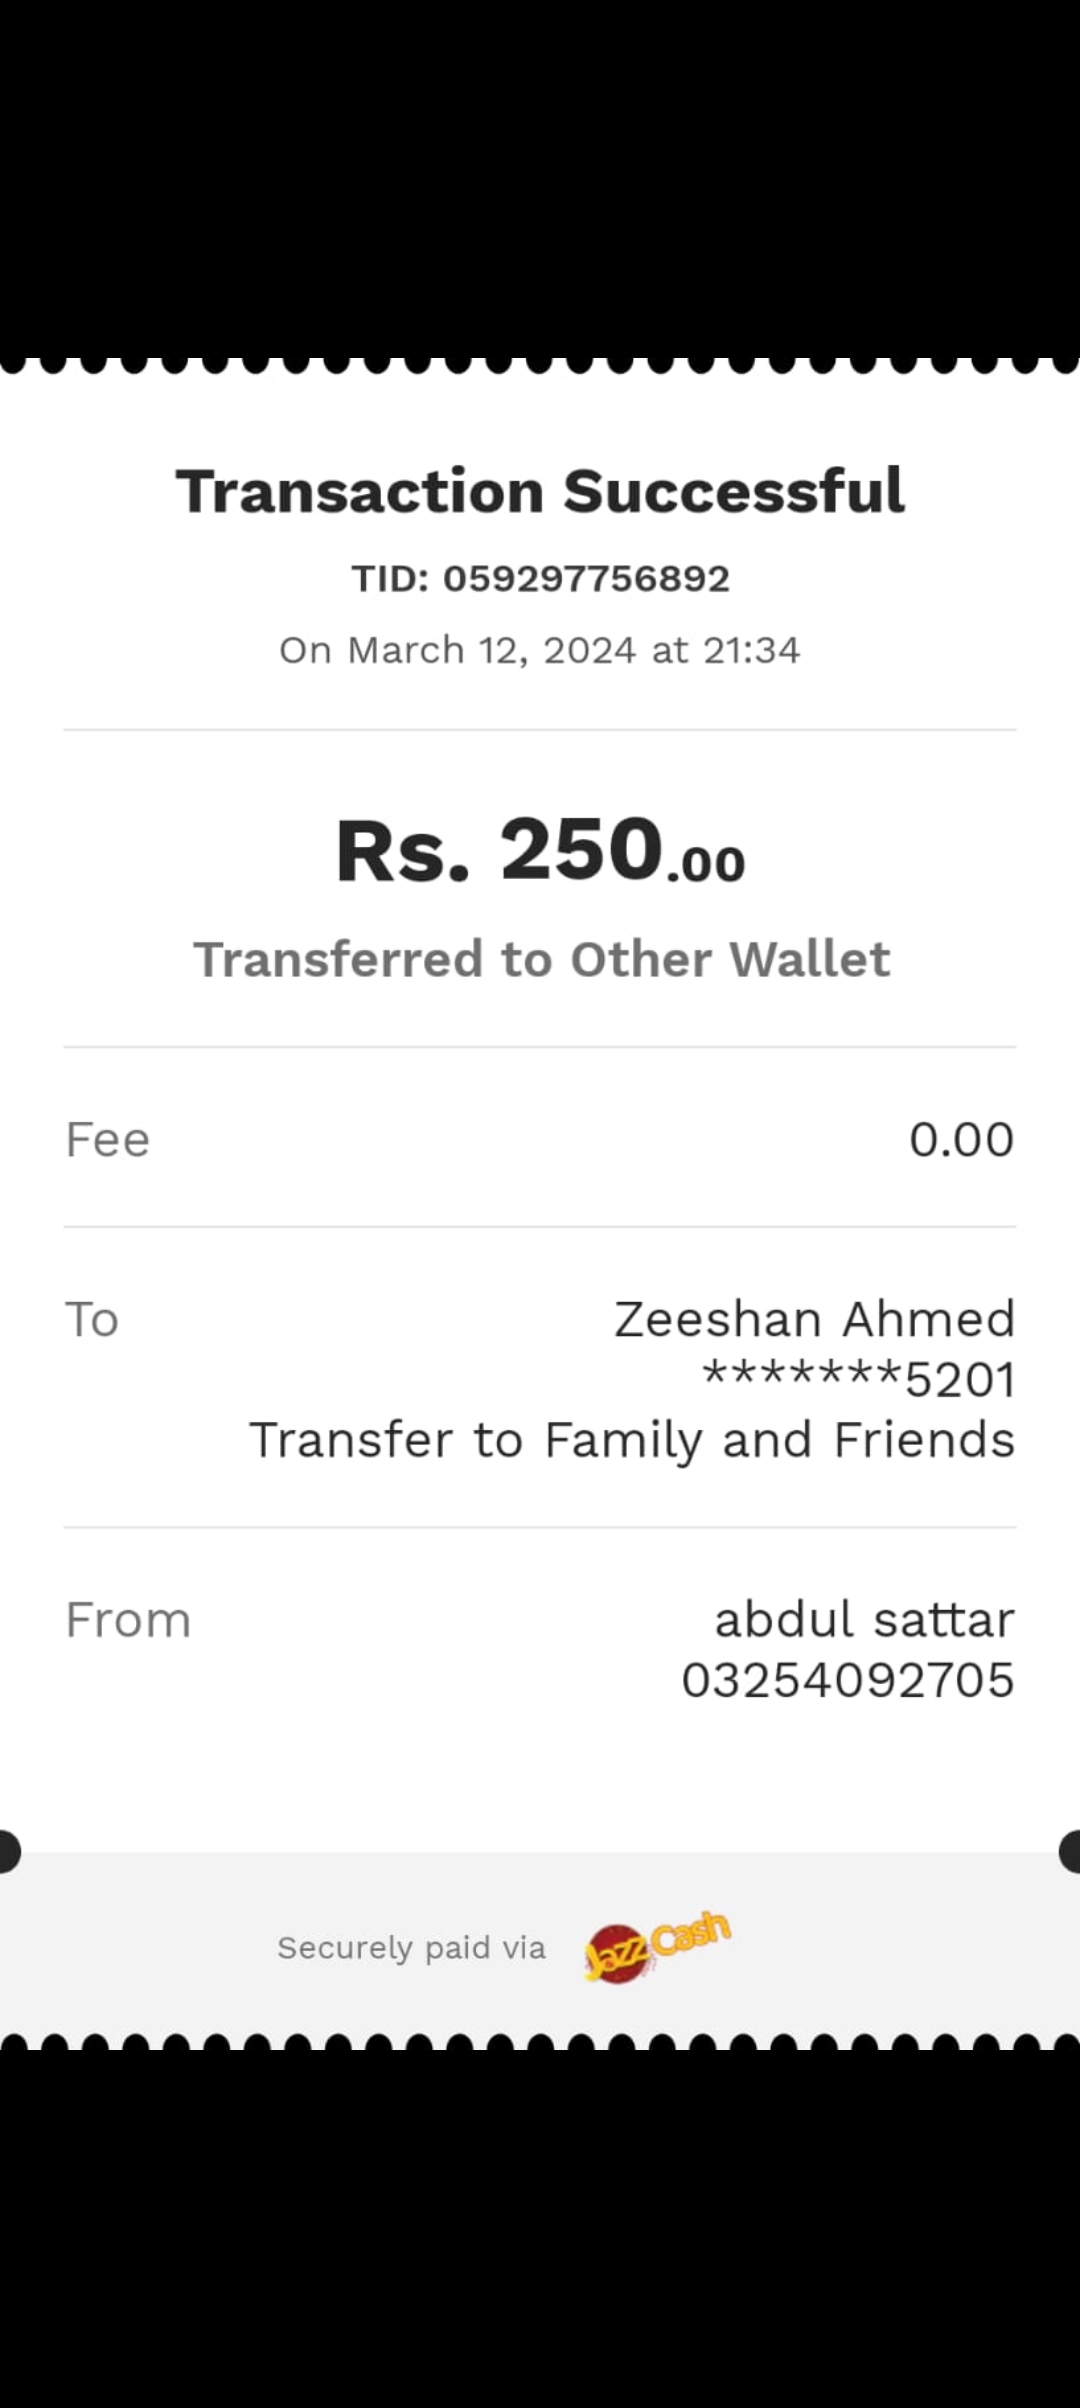 Transaction Successful
TID: 059297756892
On March 12, 2024 at 21:34
Rs. 250.00
Transferred to Other Wallet
Fee 0.00
To Zeeshan Ahmed
*******5201
Transfer to Family and Friends
From abdul sattar
03254092705
Securely paid via JazzCash